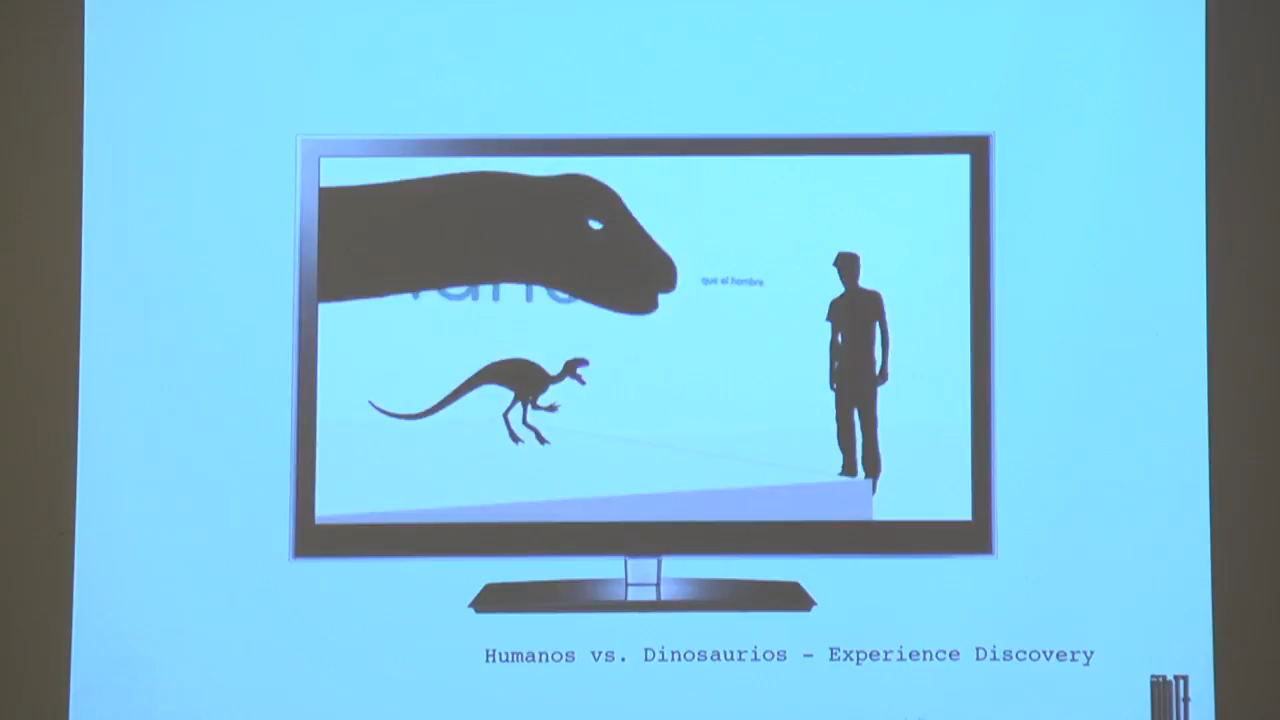 que el hombre
Humanos vs. Dinosaurios – Experience Discovery